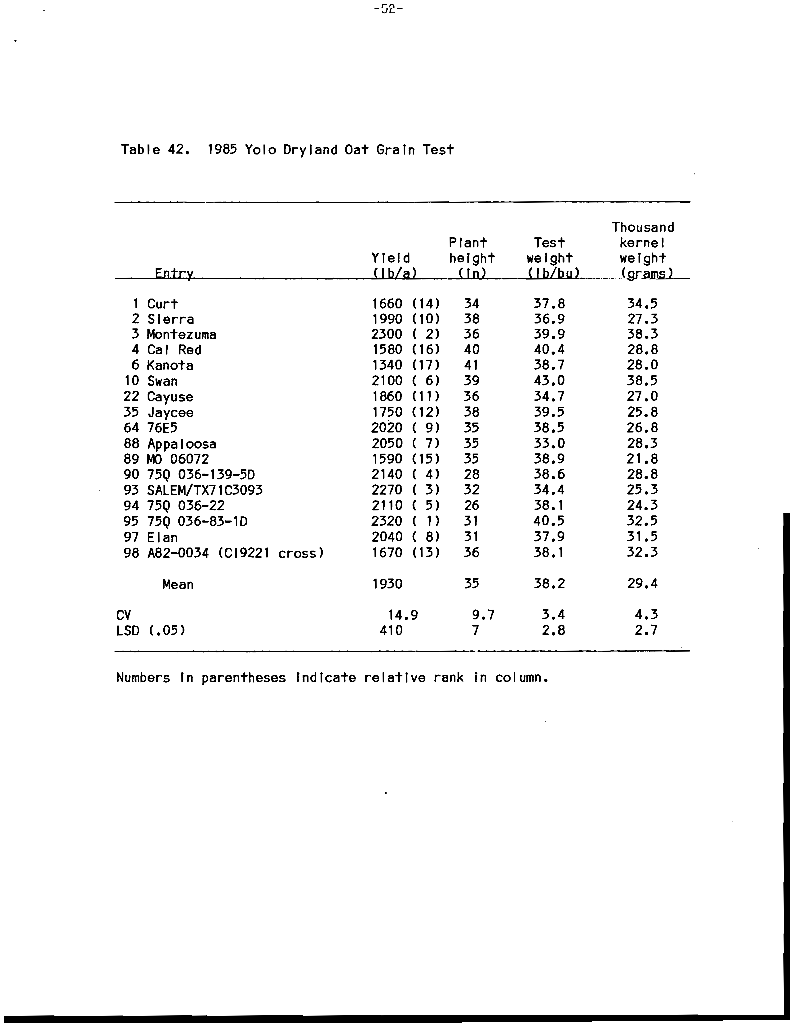 -52-
Table 42. 1985 Yolo Dryland Oat Grain Test
Thousand
Plant Test kernel
Yield height weight weight
Entry (lb/a) (in) (lb/bu) (grams)
1 Curt 1660 (14) 34 37.8 34.5
2 Sierra 1990 (10) 38 36.9 27.3
3 Montezuma 2300 ( 2) 36 39.9 38.3
4 Cal Red 1580 (16) 40 40.4 28.8
6 Kanota 1340 (17) 41 38.7 28.0
10 Swan 2100 ( 6) 39 43.0 38.5
22 Cayuse 1860 (11) 36 34.7 27.0
35 Jaycee 1750 (12) 38 39.5 25.8
64 76E5 2020 ( 9) 35 38.5 26.8
88 Appaloosa 2050 ( 7) 35 33.0 28.3
89 MO 06072 1590 (15) 35 38.9 21.8
90 75Q 036-139-5D 2140 ( 4) 28 38.6 28.8
93 SALEM/TX71C3093 2270 ( 3) 32 34.4 25.3
94 75Q 036-22 2110 ( 5) 26 38.1 24.3
95 75Q 036-83-1D 2320 ( 1) 31 40.5 32.5
97 Elan 2040 ( 8) 31 37.9 31.5
98 A82-0034 (CI9221 cross) 1670 (13) 36 38.1 32.3
Mean 1930 35 38.2 29.4
CV 14.9 9.7 3.4 4.3
LSD (.05) 410 7 2.8 2.7
Numbers in parentheses indicate relative rank in column.